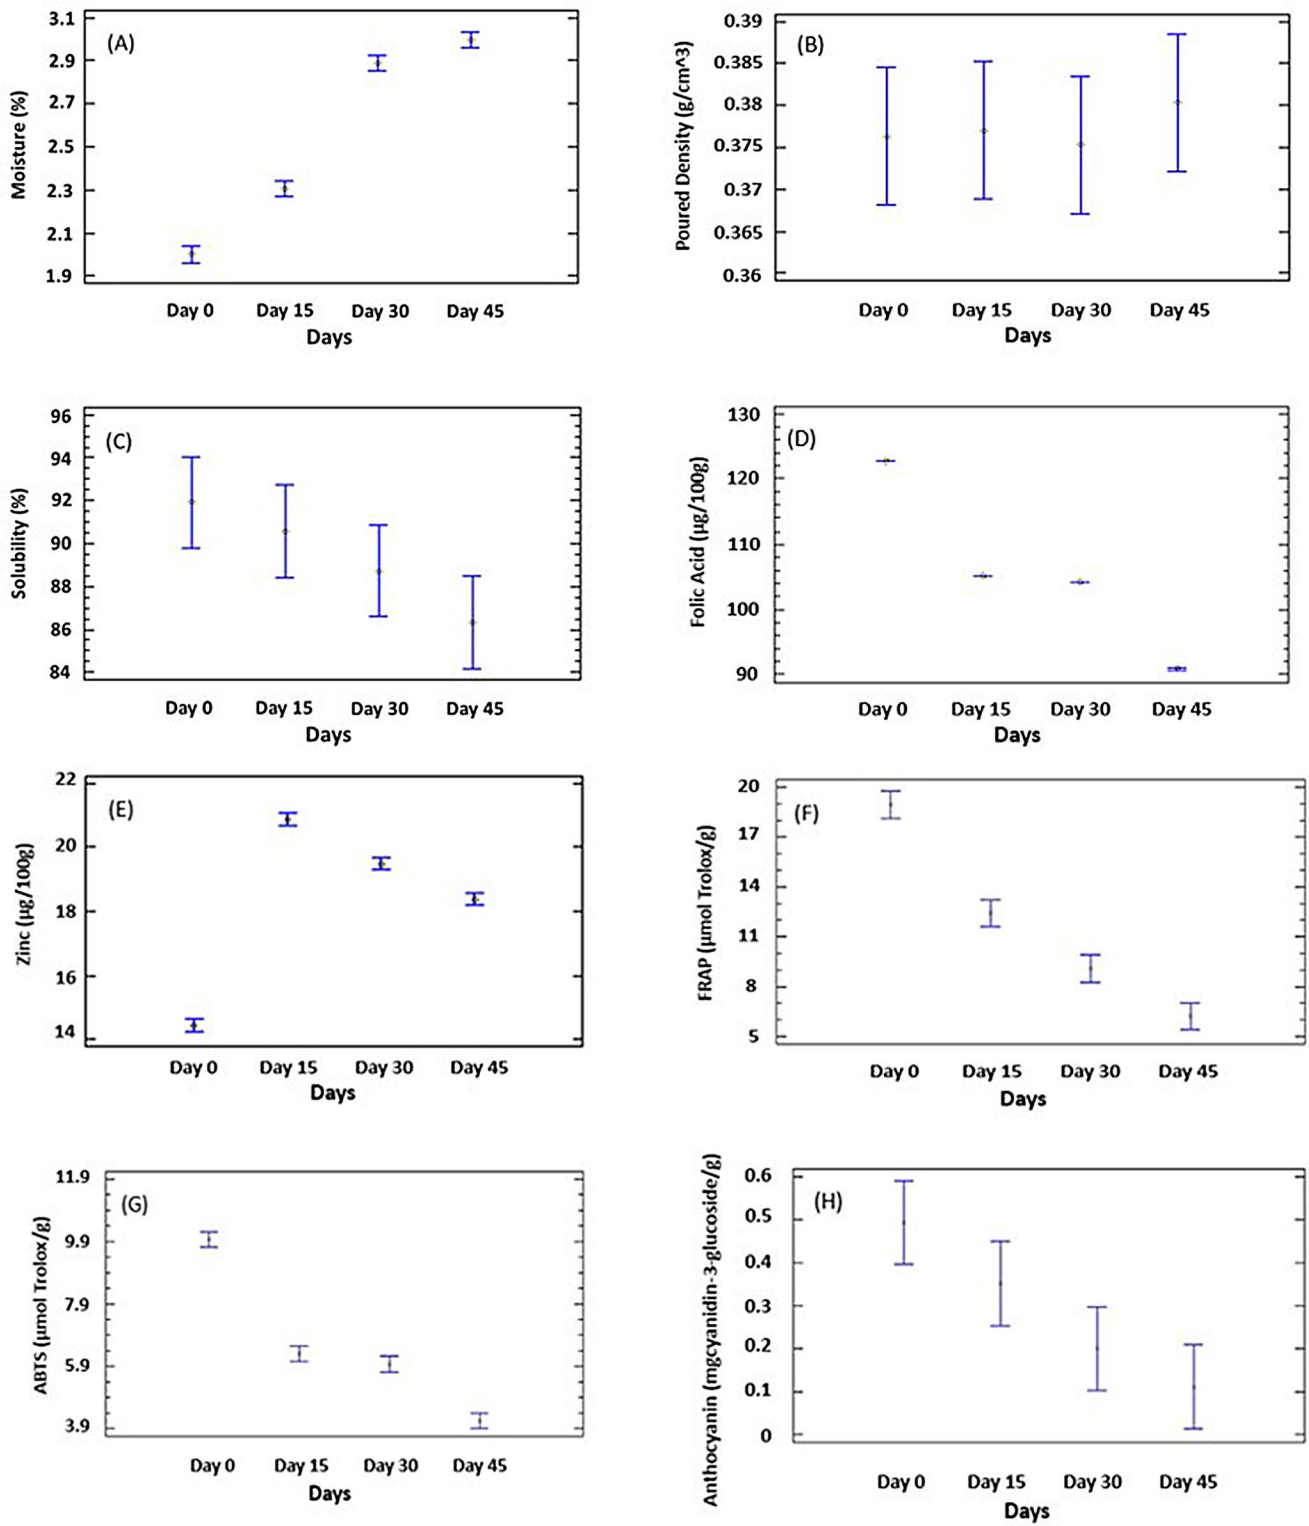 (A)
Moisture (%)
3.1
2.9
2.7
2.5
2.3
2.1
1.9
Day 0 Day 15 Day 30 Day 45
Days
(B)
Poured Density (g/cm^3)
0.39
0.385
0.38
0.375
0.37
0.365
0.36
Day 0 Day 15 Day 30 Day 45
Days
(C)
Solubility (%)
96
94
92
90
88
86
84
Day 0 Day 15 Day 30 Day 45
Days
(D)
Folic Acid (µg/100g)
130
120
110
100
90
Day 0 Day 15 Day 30 Day 45
Days
(E)
Zinc (µg/100g)
22
20
18
16
14
Day 0 Day 15 Day 30 Day 45
Days
(F)
FRAP (µmol Trolox/g)
20
17
14
11
8
5
Day 0 Day 15 Day 30 Day 45
Days
(G)
ABTS (µmol Trolox/g)
11.9
9.9
7.9
5.9
3.9
Day 0 Day 15 Day 30 Day 45
Days
(H)
Anthocyanin (mgcyanidin-3-glucoside/g)
0.6
0.5
0.4
0.3
0.2
0.1
0
Day 0 Day 15 Day 30 Day 45
Days